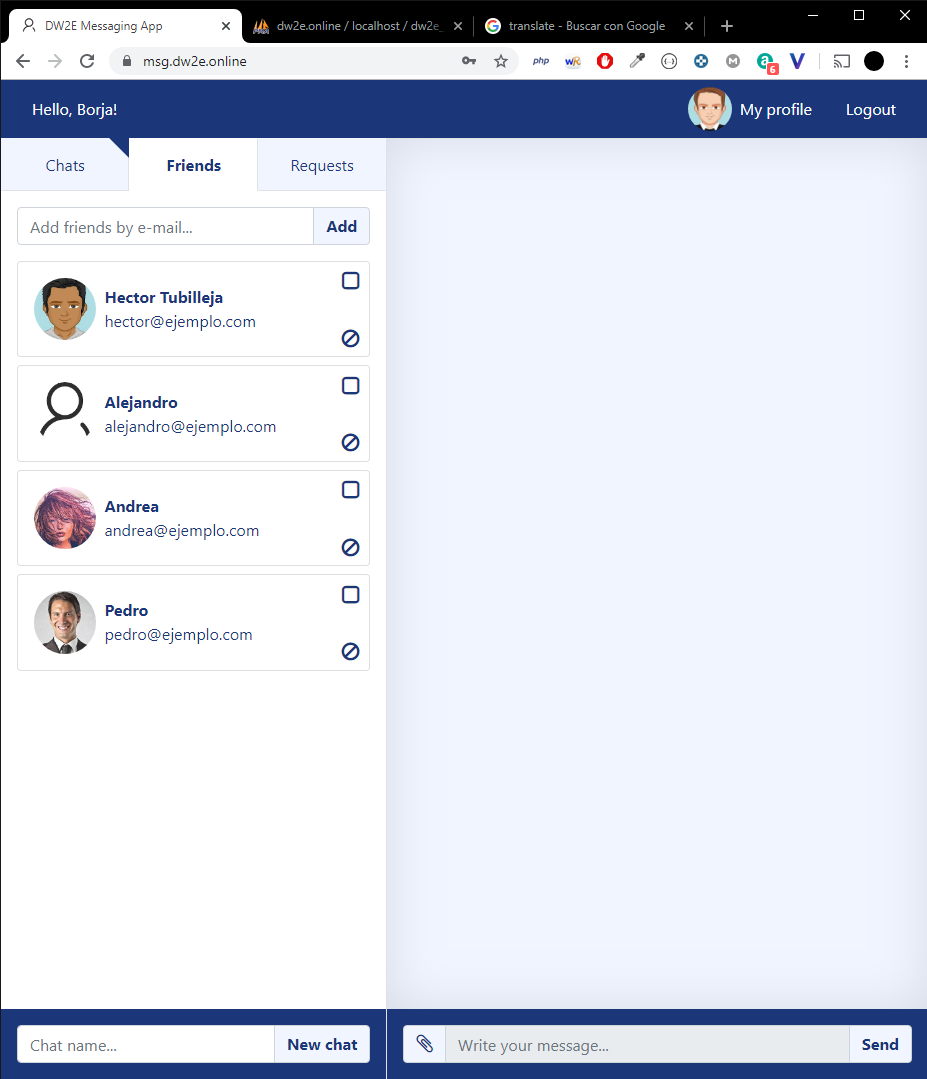 DW2E Messaging App
dw2e.online / localhost / dw2e_
translate - Buscar con Google
msg.dw2e.online
php
wR
M
a
6
V
Hello, Borja!
My profile
Logout
Chats
Friends
Requests
Add friends by e-mail...
Add
Hector Tubilleja
hector@ejemplo.com
Alejandro
alejandro@ejemplo.com
Andrea
andrea@ejemplo.com
Pedro
pedro@ejemplo.com
Chat name...
New chat
Write your message...
Send